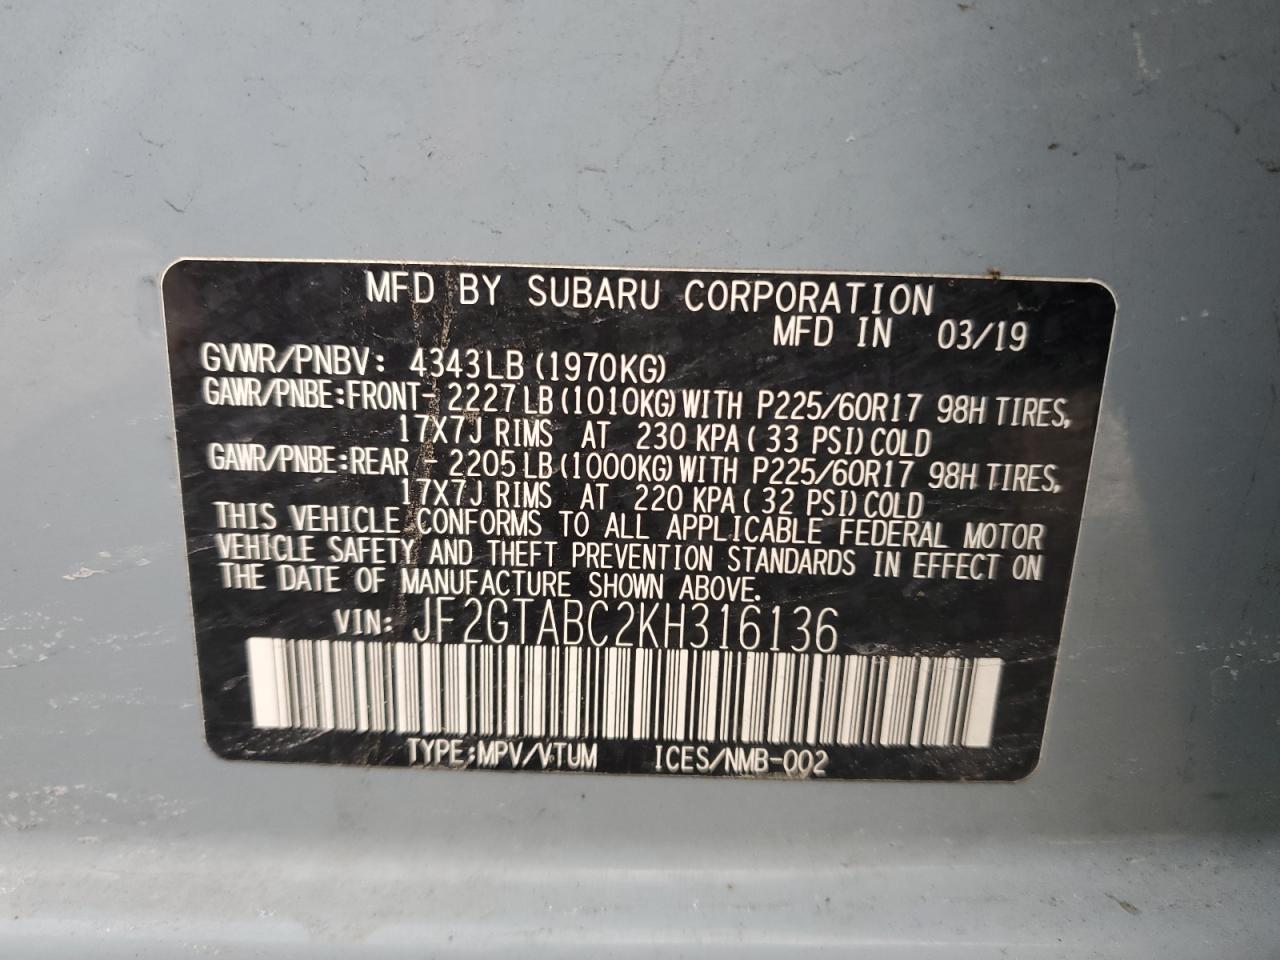 MFD BY SUBARU CORPORATION
MFD IN 03/19
GVWR/PNBV: 4343LB (1970KG)
GAWR/PNBE:FRONT- 2227LB(1010KG)WITH P225/60R17 98H TIRES,
17X7J RIMS AT 230 KPA( 33 PSI)COLD
GAWR/PNBE:REAR - 2205LB(1000KG)WITH P225/60R17 98H TIRES,
17X7J RIMS AT 220 KPA( 32 PSI)COLD
THIS VEHICLE CONFORMS TO ALL APPLICABLE FEDERAL MOTOR
VEHICLE SAFETY AND THEFT PREVENTION STANDARDS IN EFFECT ON
THE DATE OF MANUFACTURE SHOWN ABOVE.
VIN: JF2GTABC2KH316136
TYPE:MPV/VTUM ICES/NMB-002